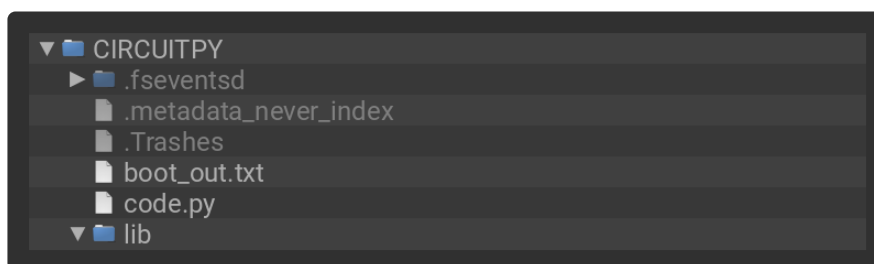 CIRCUITPY
.fseventsd
.metadata_never_index
.Trashes
boot_out.txt
code.py
lib